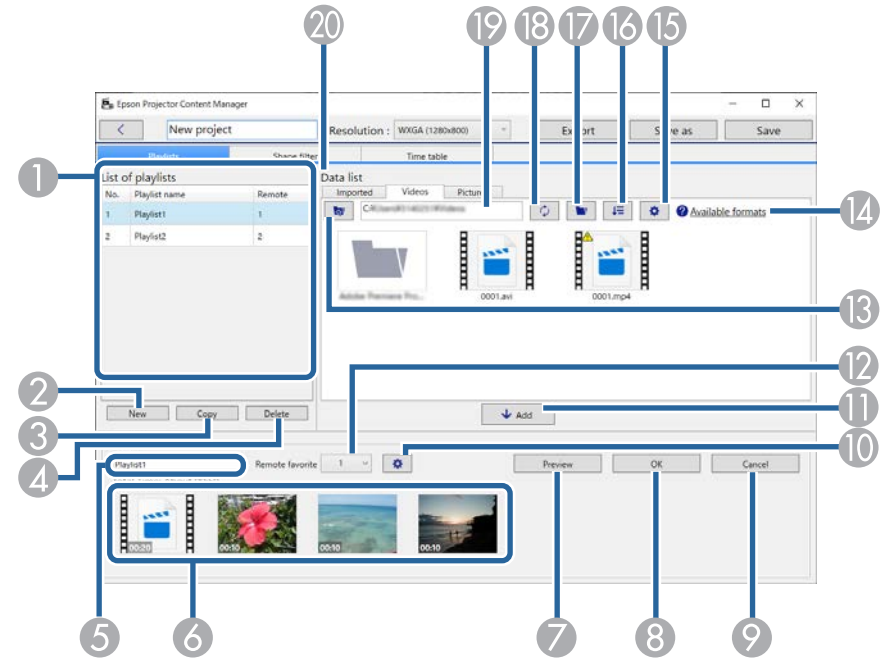 20 19 18 17 16 15
Epson Projector Content Manager
New project Resolution : WXGA (1280x800) Export Save as Save
Playlists Shape filter Time table
1 List of playlists Data list
No. Playlist name Remote Imported Videos Pictures
Available formats 14
1 Playlist1 1
2 Playlist2 2
0001.avi 0001.mp4
13
12
2 New Copy Delete Add 11
3
10
4 Playlist1 Remote favorite 1 Preview OK Cancel
00:20 00:10 00:10 00:10
5 6 7 8 9